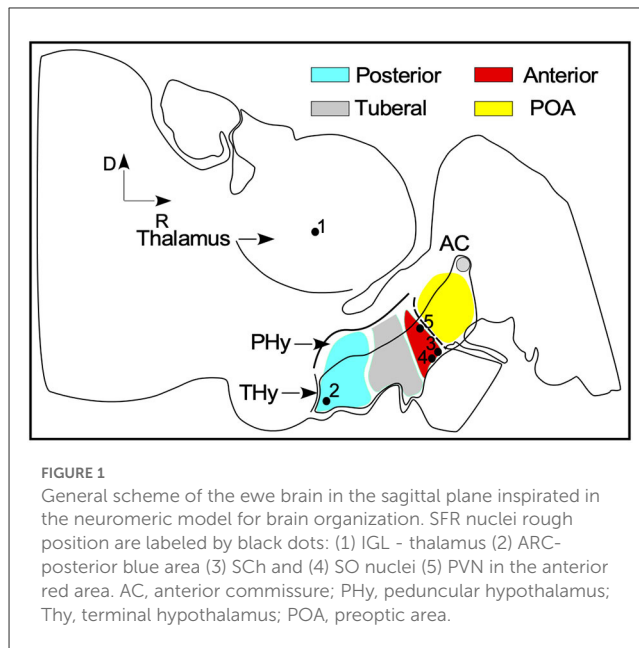 Posterior Anterior
Tuberal POA
D
R
Thalamus
1
AC
PHy
5
3
4
THy
2
FIGURE 1
General scheme of the ewe brain in the sagittal plane inspirated in
the neuromeric model for brain organization. SFR nuclei rough
position are labeled by black dots: (1) IGL - thalamus (2) ARC-
posterior blue area (3) SCh and (4) SO nuclei (5) PVN in the anterior
red area. AC, anterior commissure; PHy, peduncular hypothalamus;
Thy, terminal hypothalamus; POA, preoptic area.